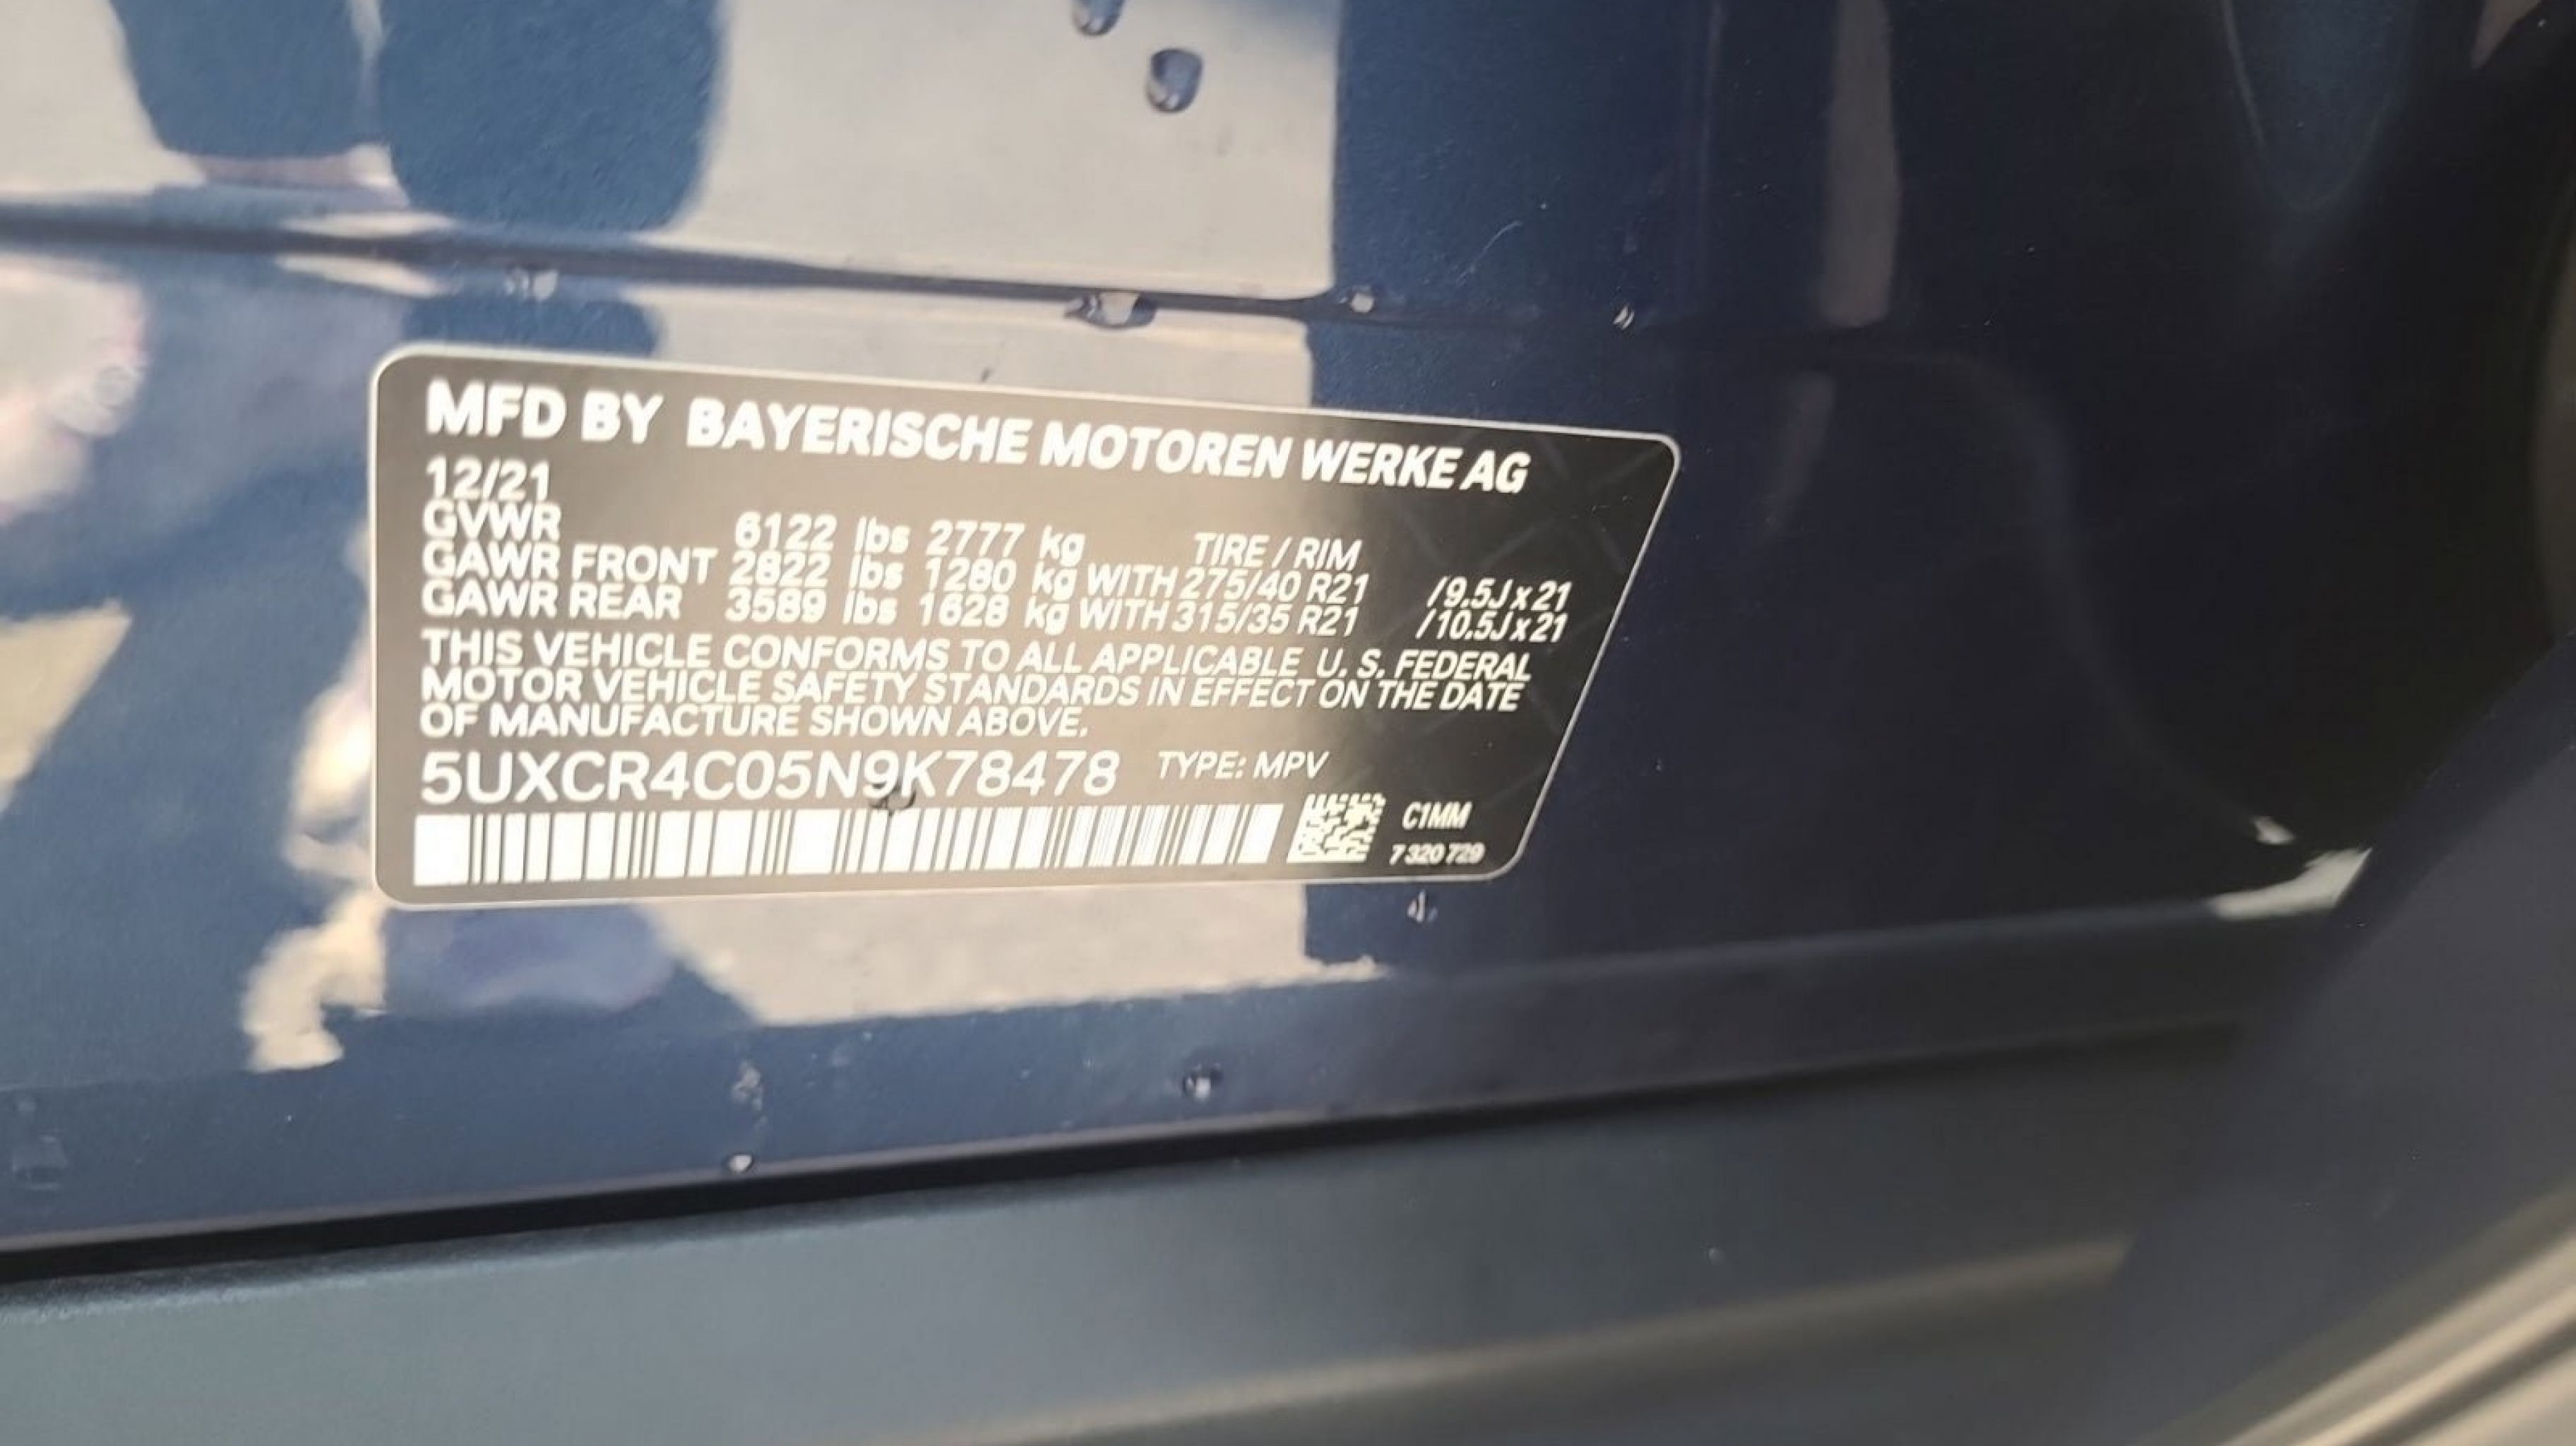 MFD BY BAYERISCHE MOTOREN WERKE AG
12/21
GVWR 6122 lbs 2777 kg TIRE / RIM
GAWR FRONT 2822 lbs 1280 kg WITH 275/40 R21 /9.5J x 21
GAWR REAR 3589 lbs 1628 kg WITH 315/35 R21 /10.5J x 21
THIS VEHICLE CONFORMS TO ALL APPLICABLE U. S. FEDERAL
MOTOR VEHICLE SAFETY STANDARDS IN EFFECT ON THE DATE
OF MANUFACTURE SHOWN ABOVE.
5UXCR4C05N9K78478 TYPE: MPV
C1MM
7 320 729